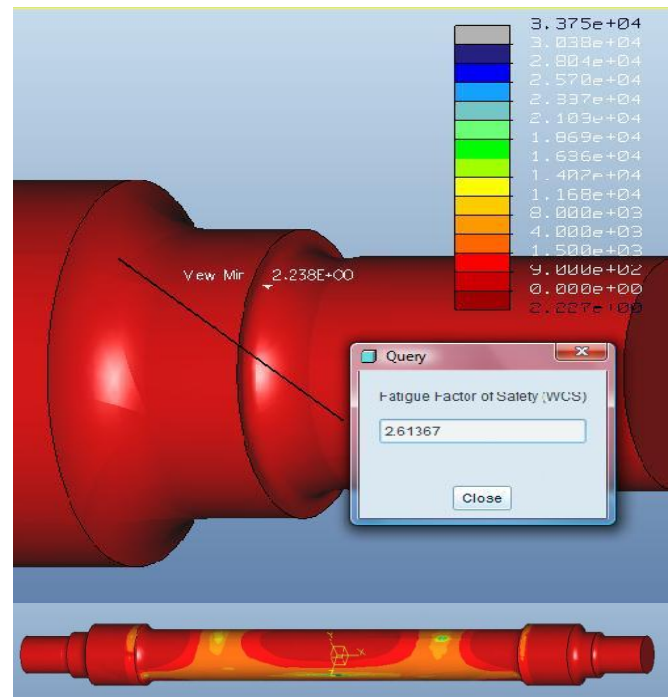 3.375e+04
3.038e+04
2.804e+04
2.570e+04
2.337e+04
2.103e+04
1.869e+04
1.636e+04
1.402e+04
1.168e+04
8.000e+03
4.000e+03
1.500e+03
9.000e+02
0.000e+00
2.227e+00
View Min 2.238E+00
Query
Fatigue Factor of Safety (WCS)
2.61367
Close
Y
X